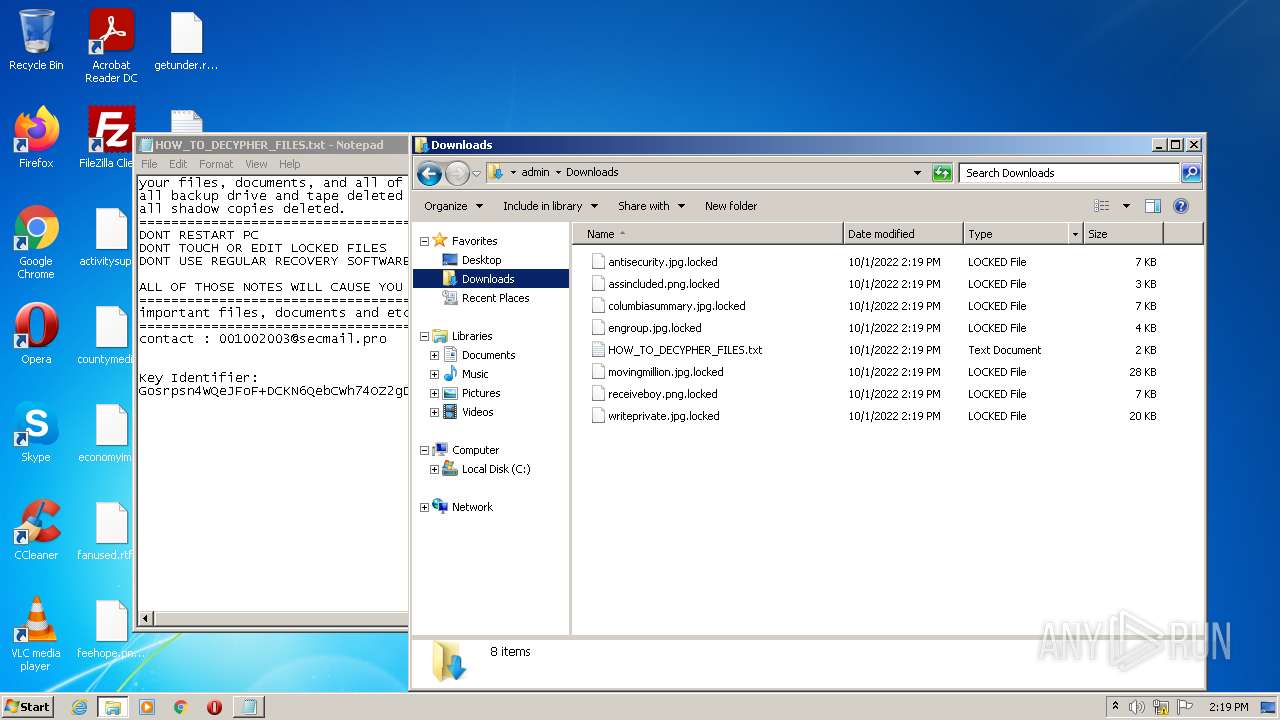 Recycle Bin
Acrobat
Reader DC
getunder.r...
Firefox
FileZilla Clie
Google
Chrome
activitysup
Opera
countymedi
Skype
economyim
CCleaner
fanused.rtf
VLC media
player
feehope.pn...
HOW_TO_DECYPHER_FILES.txt - Notepad
File Edit Format View Help
your files, documents, and all of
all backup drive and tape deleted
all shadow copies deleted.
==================================
DONT RESTART PC
DONT TOUCH OR EDIT LOCKED FILES
DONT USE REGULAR RECOVERY SOFTWARE
ALL OF THOSE NOTES WILL CAUSE YOU
==================================
important files, documents and etc
==================================
contact : 0010020030@secmail.pro
Key Identifier:
Gosrpsn4WQeJFoF+DCKN6QebCWh74OZ2gD
Downloads
admin Downloads
Search Downloads
Organize Include in library Share with New folder
Favorites
Desktop
Downloads
Recent Places
Libraries
Documents
Music
Pictures
Videos
Computer
Local Disk (C:)
Network
Name Date modified Type Size
antisecurity.jpg.locked 10/1/2022 2:19 PM LOCKED File 7 KB
assincluded.png.locked 10/1/2022 2:19 PM LOCKED File KB
columbiasummary.jpg.locked 10/1/2022 2:19 PM LOCKED File 7 KB
engroup.jpg.locked 10/1/2022 2:19 PM LOCKED File 4 KB
HOW_TO_DECYPHER_FILES.txt 10/1/2022 2:19 PM Text Document 2 KB
movingmillion.jpg.locked 10/1/2022 2:19 PM LOCKED File 28 KB
receiveboy.png.locked 10/1/2022 2:19 PM LOCKED File 7 KB
writeprivate.jpg.locked 10/1/2022 2:19 PM LOCKED File 20 KB
8 items
ANY RUN
Start
2:19 PM